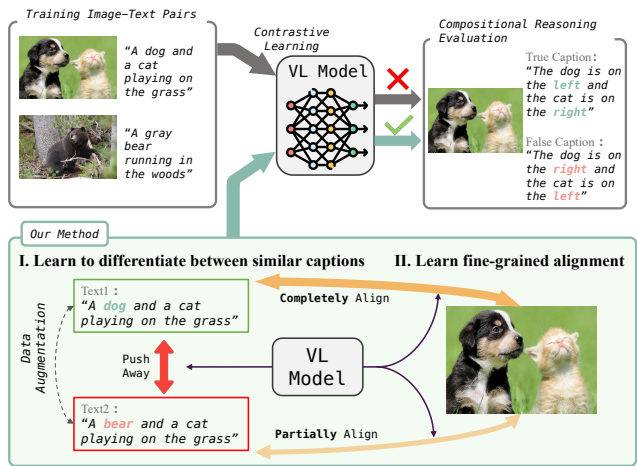 Training Image-Text Pairs
“A dog and
a cat
playing on
the grass”
“A gray
bear
running in
the woods”
Contrastive
Learning
VL Model
Compositional Reasoning
Evaluation
True Caption :
“The dog is on
the left and
the cat is on
the right”
False Caption :
“The dog is on
the right and
the cat is on
the left”
Our Method
I. Learn to differentiate between similar captions
II. Learn fine-grained alignment
Data
Augmentation
Text1 :
“A dog and a cat
playing on the grass”
Push
Away
Text2 :
“A bear and a cat
playing on the grass”
Completely Align
VL
Model
Partially Align